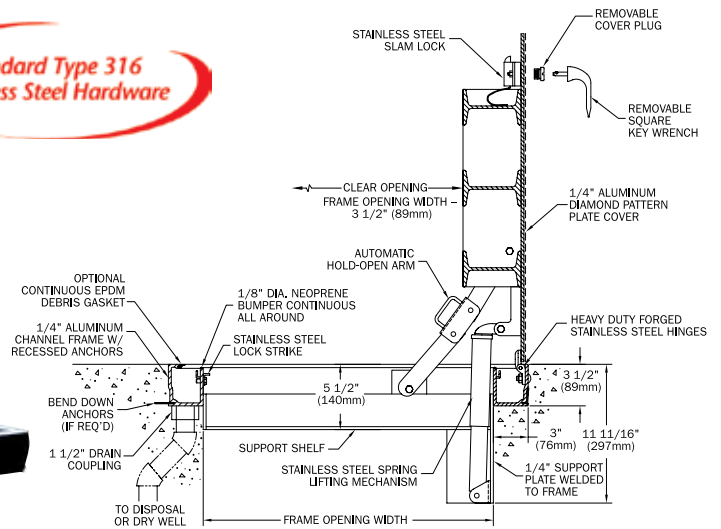 dard Type 316
ss Steel Hardware
REMOVABLE
COVER PLUG
STAINLESS STEEL
SLAM LOCK
REMOVABLE
SQUARE
KEY WRENCH
CLEAR OPENING
FRAME OPENING WIDTH –
3 1/2" (89mm)
1/4" ALUMINUM
DIAMOND PATTERN
PLATE COVER
AUTOMATIC
HOLD-OPEN ARM
OPTIONAL
CONTINUOUS EPDM
DEBRIS GASKET
1/8" DIA. NEOPRENE
BUMPER CONTINUOUS
ALL AROUND
HEAVY DUTY FORGED
STAINLESS STEEL HINGES
1/4" ALUMINUM
CHANNEL FRAME W/
RECESSED ANCHORS
STAINLESS STEEL
LOCK STRIKE
3 1/2"
(89mm)
5 1/2"
(140mm)
BEND DOWN
ANCHORS
(IF REQ'D)
3"
(76mm)
11 11/16"
(297mm)
1 1/2" DRAIN
COUPLING
SUPPORT SHELF
STAINLESS STEEL SPRING
LIFTING MECHANISM
1/4" SUPPORT
PLATE WELDED
TO FRAME
TO DISPOSAL
OR DRY WELL
FRAME OPENING WIDTH